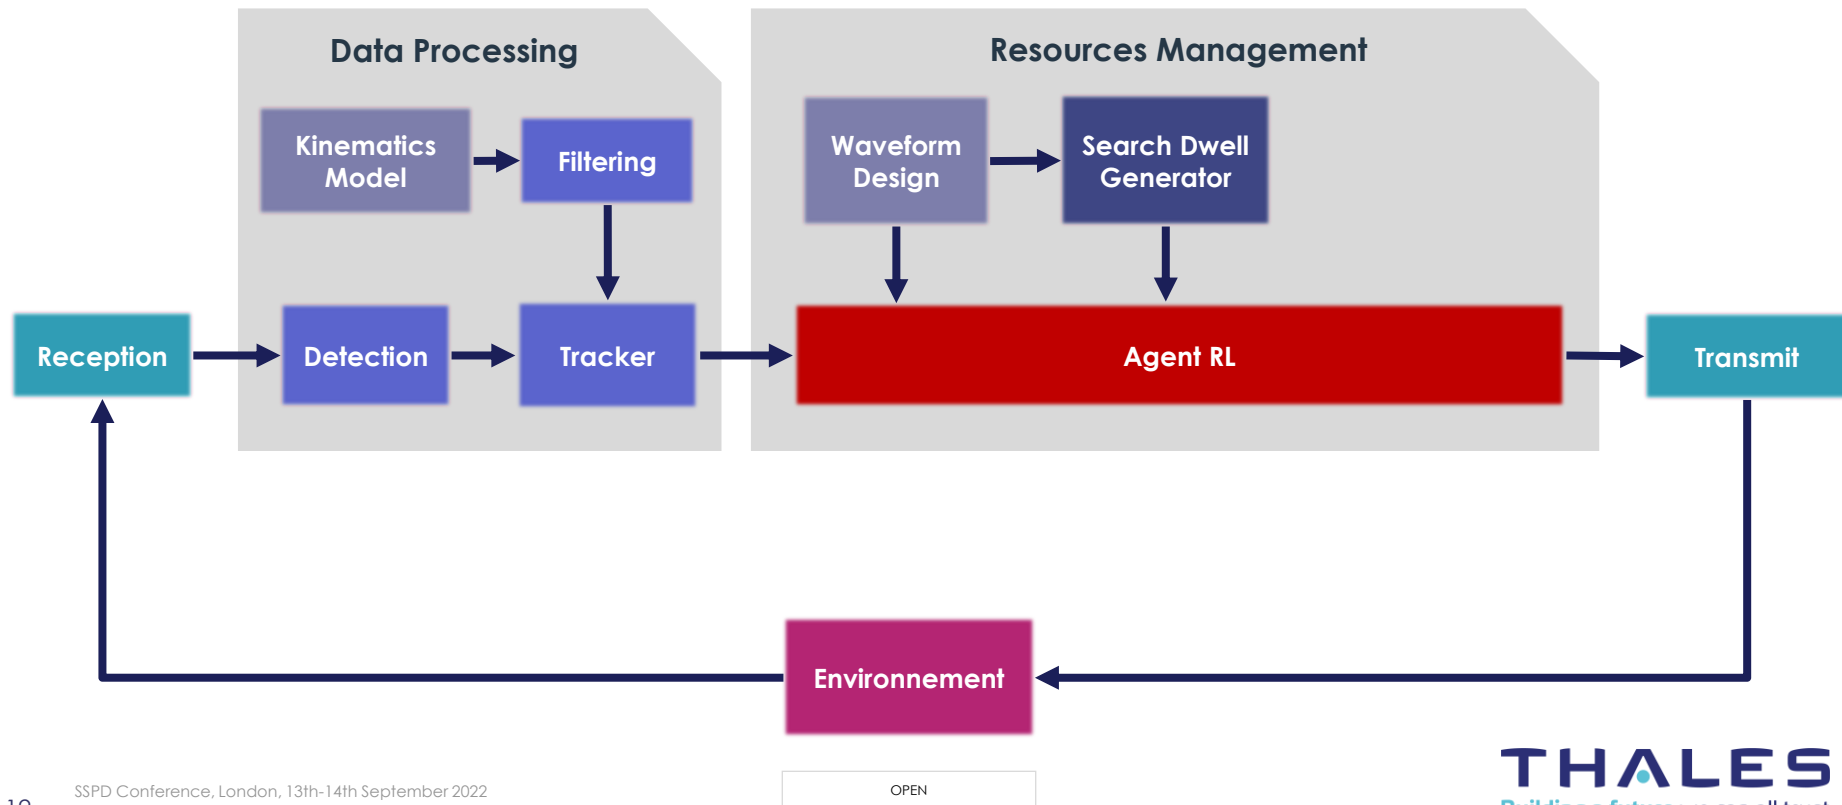 Data Processing
Resources Management
Kinematics
Model
Filtering
Waveform
Design
Search Dwell
Generator
Reception
Detection
Tracker
Agent RL
Transmit
Environnement
SSPD Conference, London, 13th-14th September 2022
OPEN
THALES